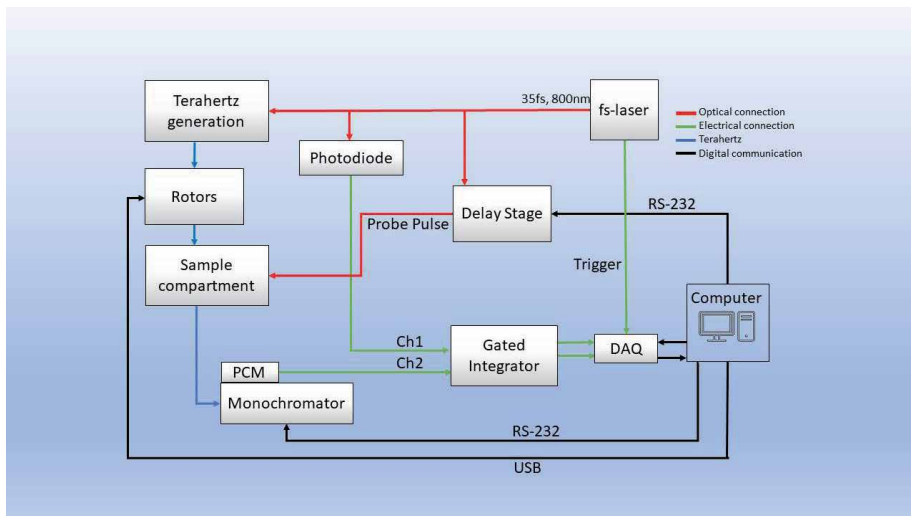 35fs, 800nm
Terahertz
generation
fs-laser
Optical connection
Electrical connection
Terahertz
Digital communication
Photodiode
Rotors
RS-232
Delay Stage
Probe Pulse
Sample
compartment
Trigger
Computer
Ch1
Gated
Integrator
DAQ
Ch2
PCM
Monochromator
RS-232
USB